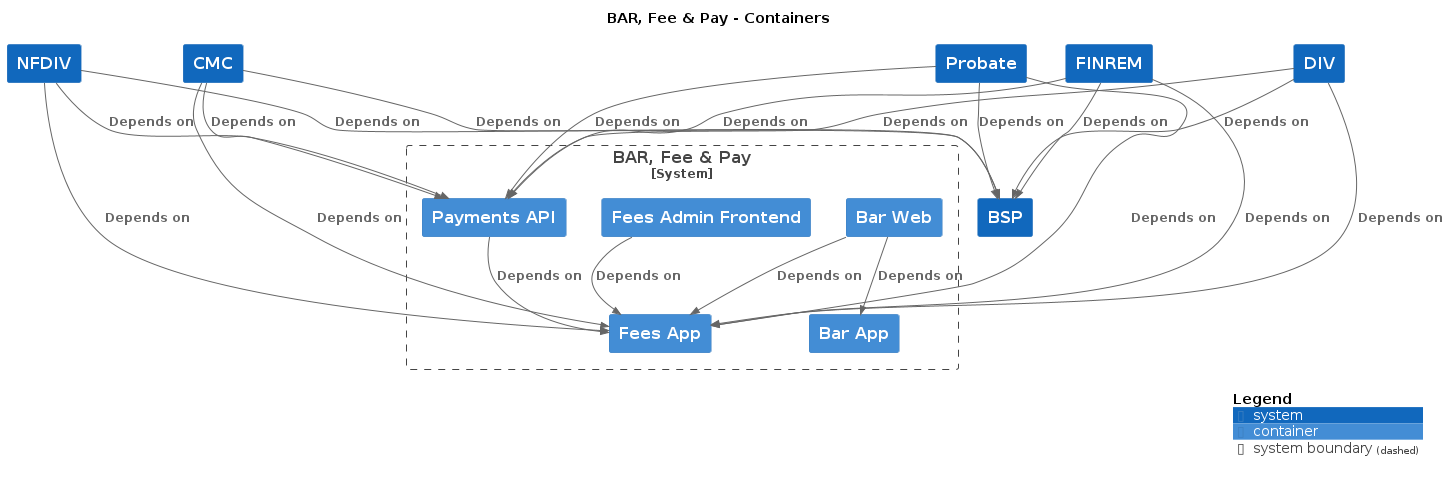 BAR, Fee & Pay - Containers
NFDIV
CMC
Probate
FINREM
DIV
Depends on
Depends on
Depends on
Depends on
Depends on
Depends on
Depends on
Depends on
Depends on
Depends on
BAR, Fee & Pay
[System]
Payments API
Fees Admin Frontend
Bar Web
BSP
Depends on
Depends on
Depends on
Depends on
Depends on
Depends on
Depends on
Depends on
Depends on
Fees App
Bar App
Legend
system
container
system boundary (dashed)